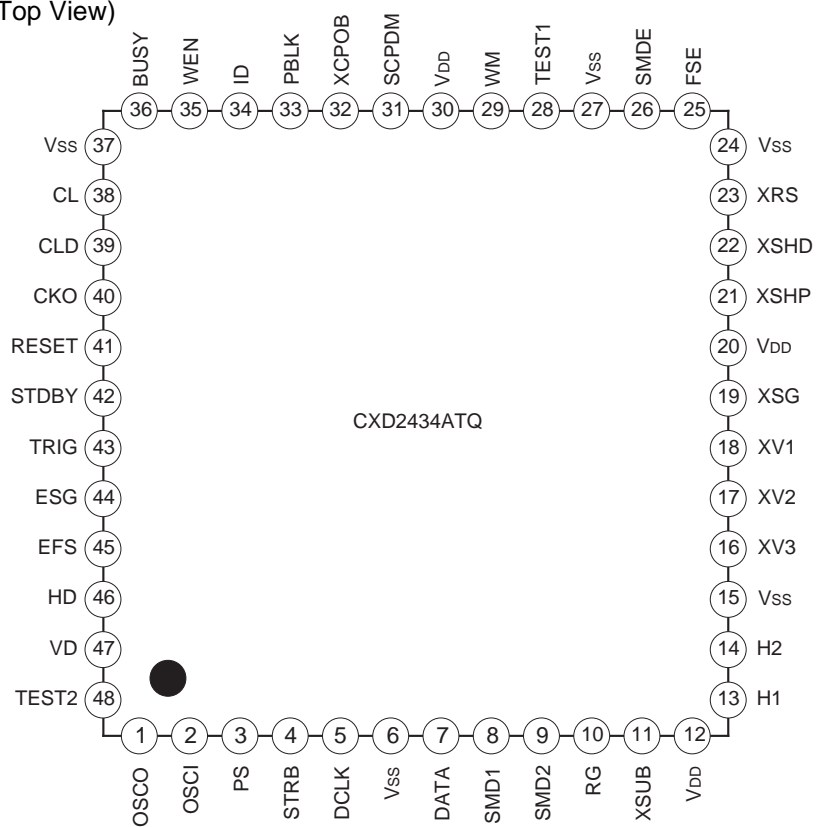 Top View)
BUSY WEN ID PBLK XCPOB SCPDM VDD WM TEST1 VSS SMDE FSE
36 35 34 33 32 31 30 29 28 27 26 25
VSS 37 24 VSS
CL 38 23 XRS
CLD 39 22 XSHD
CKO 40 21 XSHP
RESET 41 20 VDD
STDBY 42 19 XSG
CXD2434ATQ
TRIG 43 18 XV1
ESG 44 17 XV2
EFS 45 16 XV3
HD 46 15 VSS
VD 47 14 H2
TEST2 48 13 H1
1 2 3 4 5 6 7 8 9 10 11 12
OSCO OSCI PS STRB DCLK VSS DATA SMD1 SMD2 RG XSUB VDD